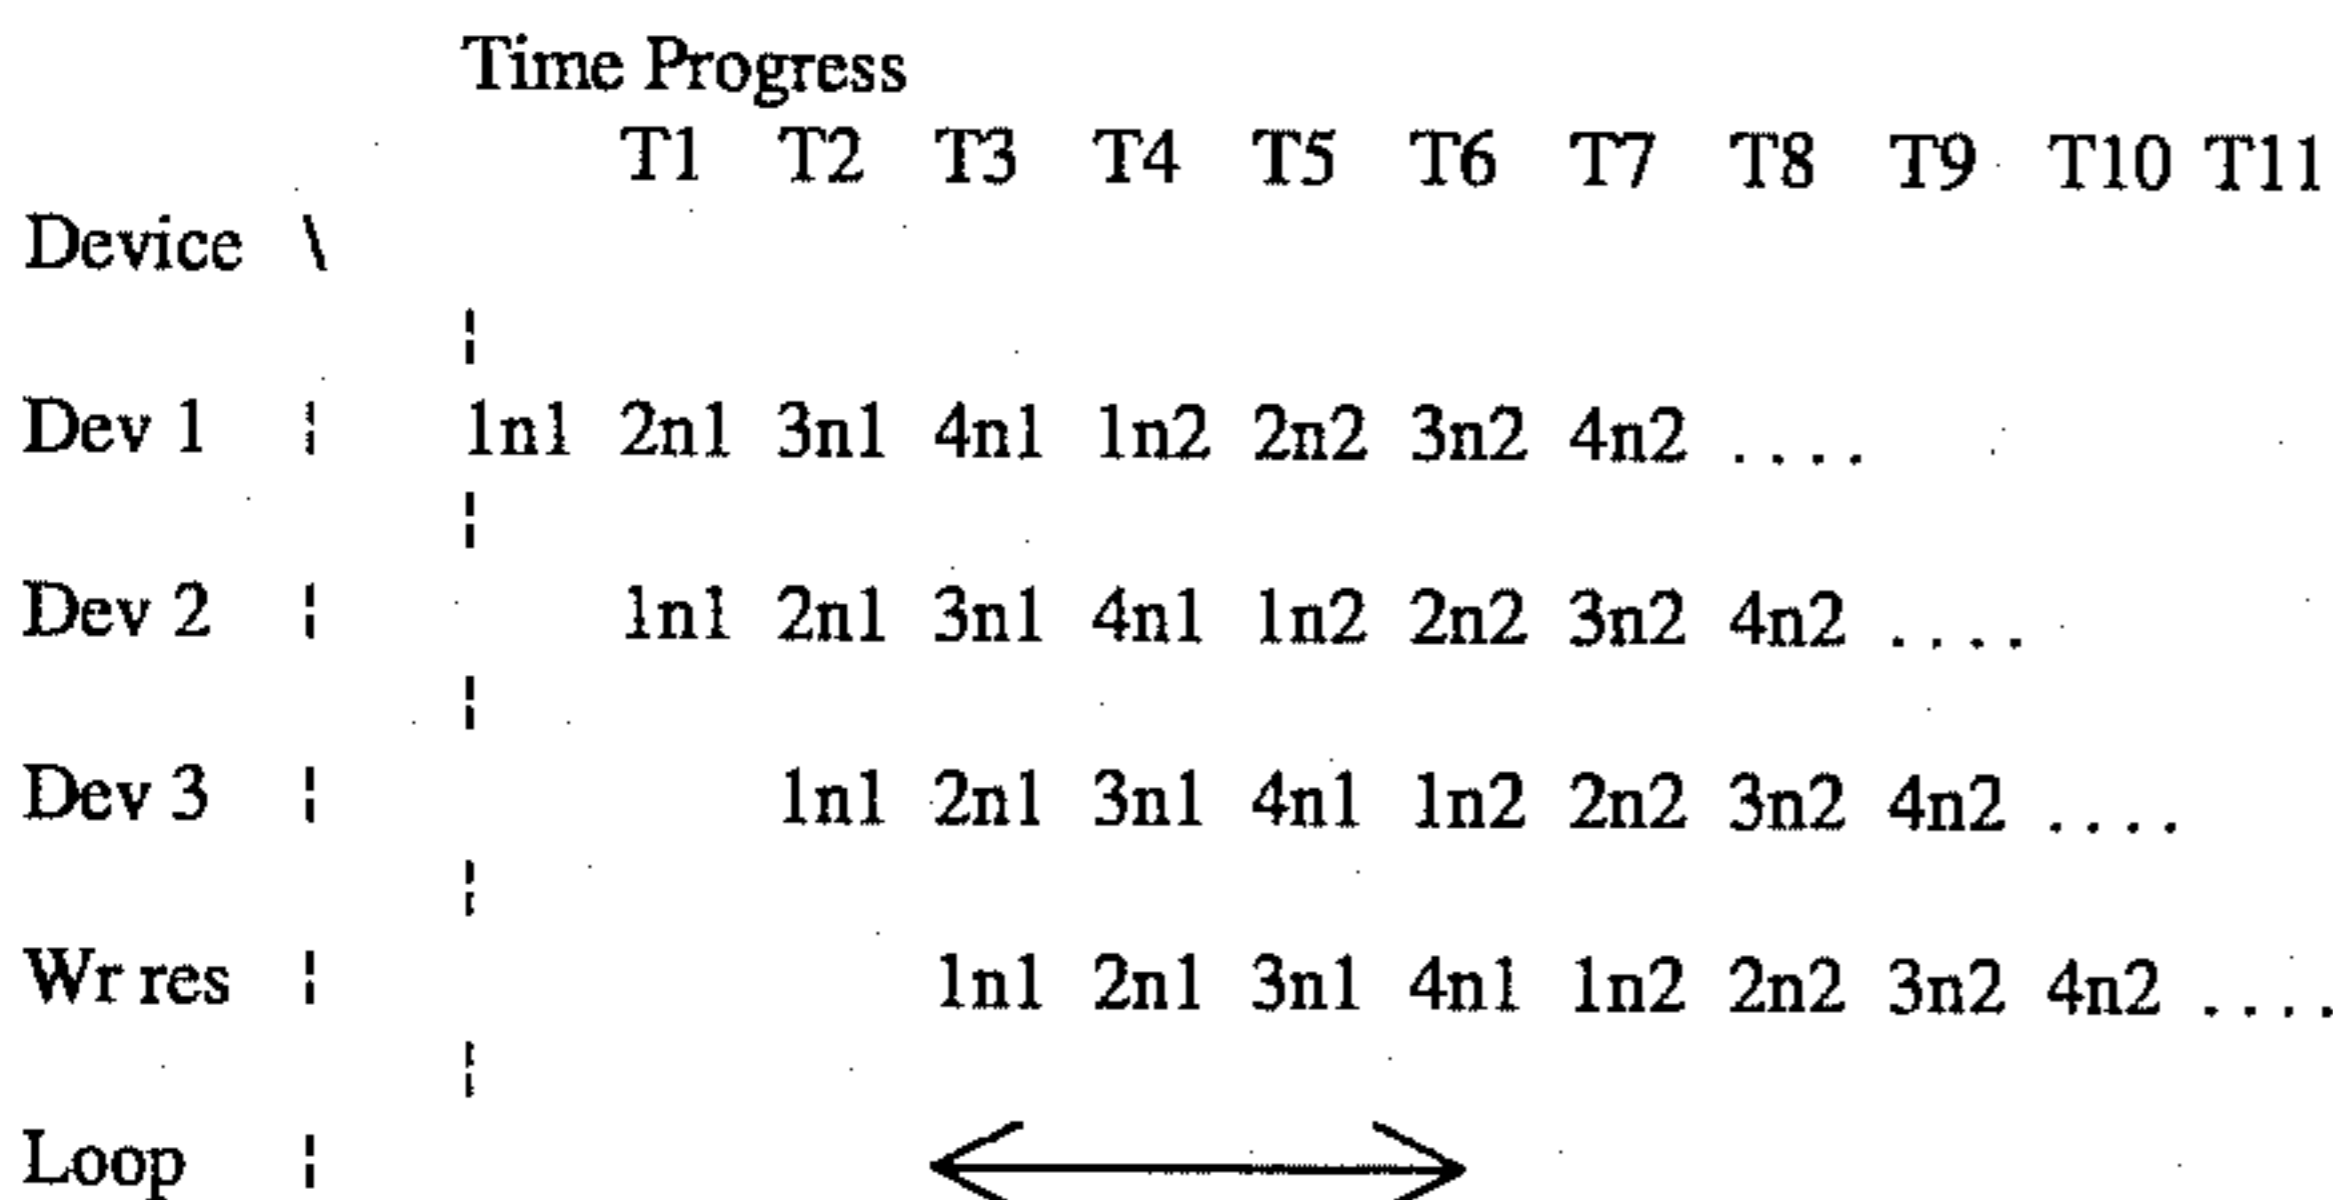 Time Progress
T1 T2 T3 T4 T5 T6 T7 T8 T9 T10 T11
Device \
Dev 1 ¦ 1n1 2n1 3n1 4n1 1n2 2n2 3n2 4n2 . . . .
Dev 2 ¦ 1n1 2n1 3n1 4n1 1n2 2n2 3n2 4n2 . . . .
Dev 3 ¦ 1n1 2n1 3n1 4n1 1n2 2n2 3n2 4n2 . . . .
Wr res ¦ 1n1 2n1 3n1 4n1 1n2 2n2 3n2 4n2 . . . .
Loop ¦